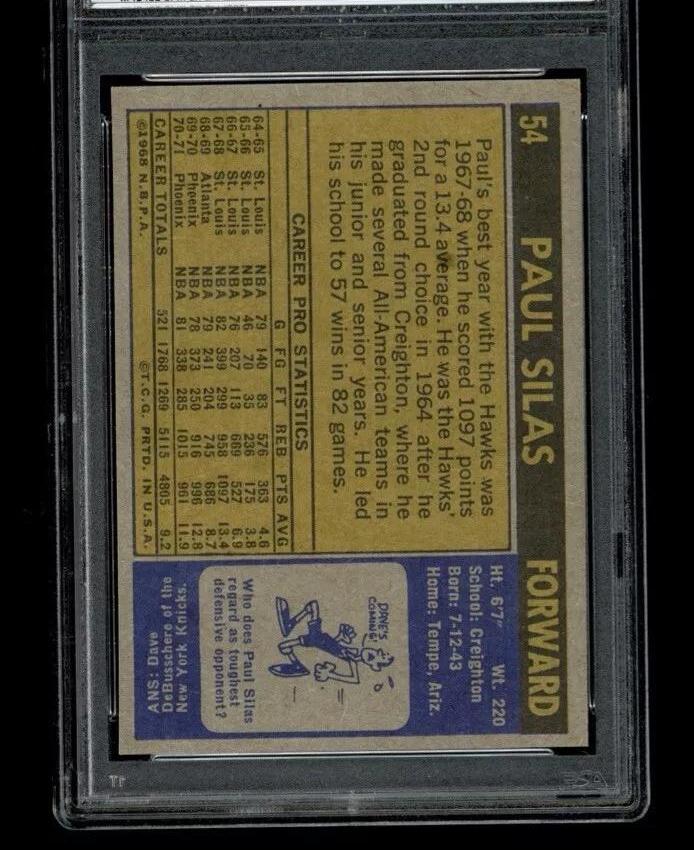 54 PAUL SILAS FORWARD
Paul's best year with the Hawks was
1967-68 when he scored 1097 points
for a 13.4 average. He was the Hawks'
2nd round choice in 1964 after he
graduated from Creighton, where he
made several All-American teams in
his junior and senior years. He led
his school to 57 wins in 82 games.
CAREER PRO STATISTICS
G FG FT REB PTS AVG
64-65 St. Louis NBA 79 140 83 576 363 4.6
65-66 St. Louis NBA 46 70 35 236 175 3.8
66-67 St. Louis NBA 76 207 113 669 527 6.9
67-68 St. Louis NBA 82 399 299 958 1097 13.4
68-69 Atlanta NBA 79 241 204 745 686 8.7
69-70 Phoenix NBA 78 373 250 916 996 12.8
70-71 Phoenix NBA 81 338 285 1015 961 11.9
CAREER TOTALS 521 1768 1269 5115 4805 9.2
©1968 N.B.P.A. ©T.C.G. PRTD. IN U.S.A.
Ht. 6'7" Wt. 220
School: Creighton
Born: 7-12-43
Home: Tempe, Ariz.
DAVE'S
COMING!
Who does Paul Silas
regard as toughest
defensive opponent?
ANS: Dave
DeBusschere of the
New York Knicks.